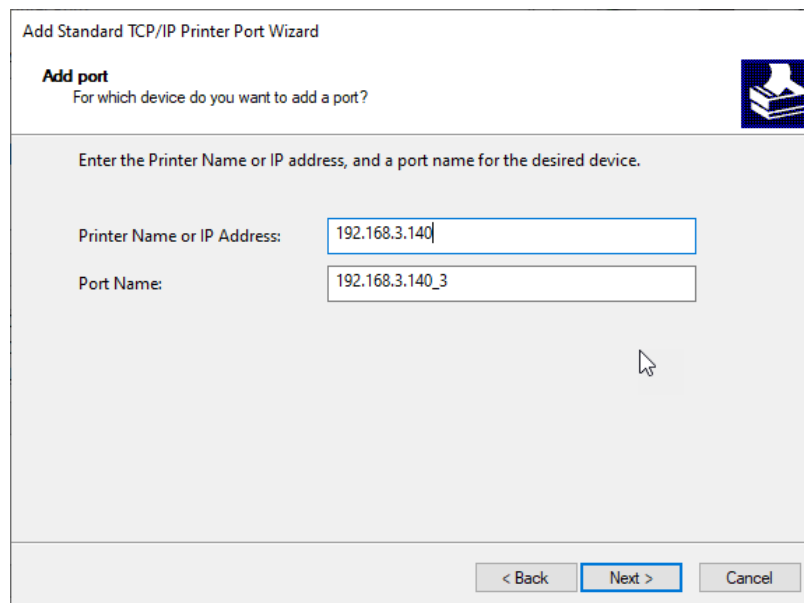 Add Standard TCP/IP Printer Port Wizard
Add port
For which device do you want to add a port?
Enter the Printer Name or IP address, and a port name for the desired device.
Printer Name or IP Address: 192.168.3.140
Port Name: 192.168.3.140_3
< Back Next > Cancel